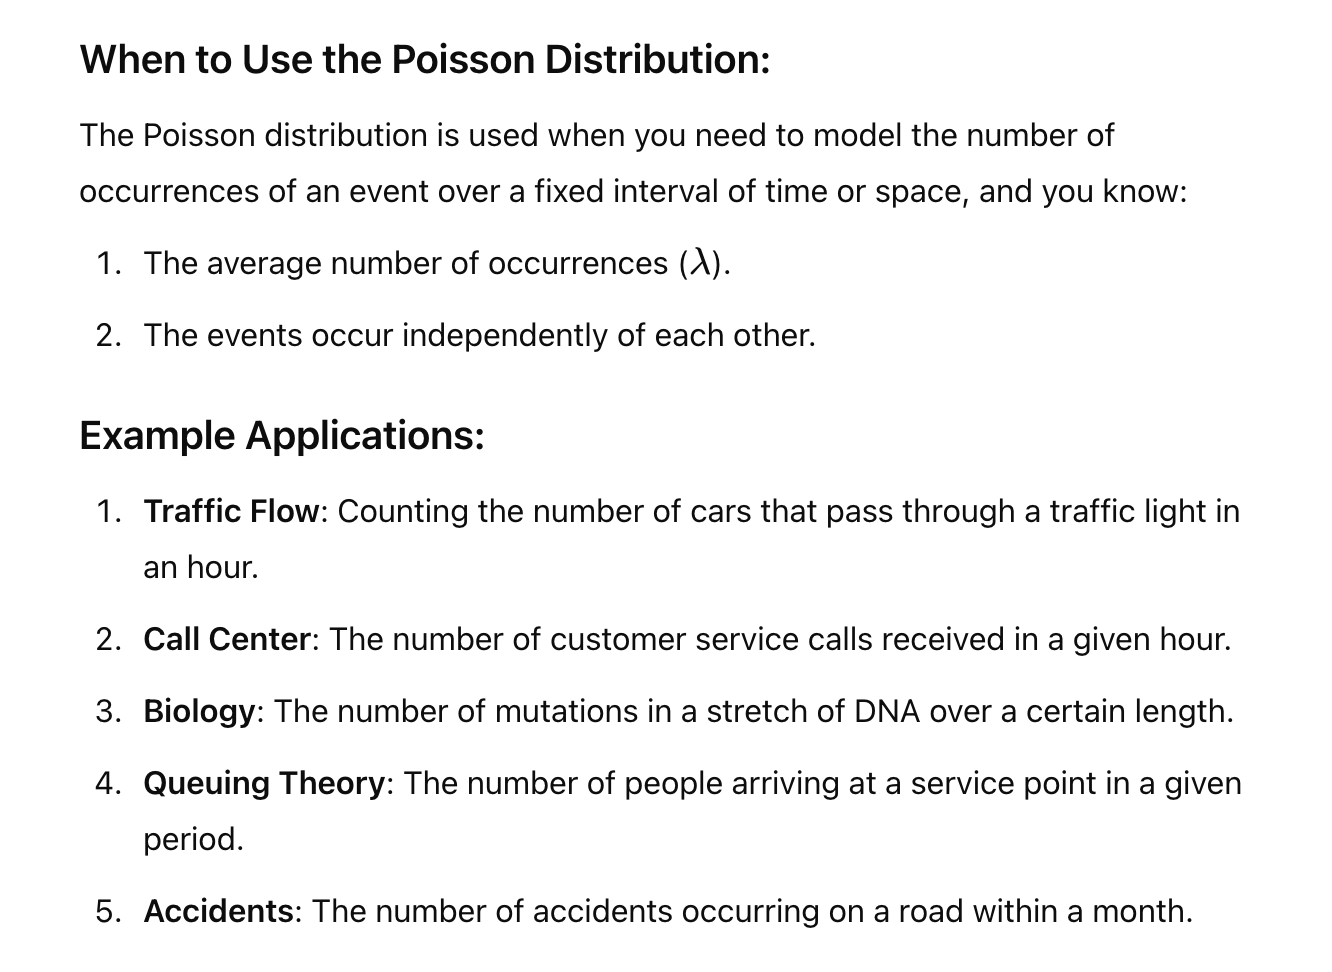 When to Use the Poisson Distribution:
The Poisson distribution is used when you need to model the number of
occurrences of an event over a fixed interval of time or space, and you know:
1. The average number of occurrences (λ).
2. The events occur independently of each other.
Example Applications:
1. Traffic Flow: Counting the number of cars that pass through a traffic light in
an hour.
2. Call Center: The number of customer service calls received in a given hour.
3. Biology: The number of mutations in a stretch of DNA over a certain length.
4. Queuing Theory: The number of people arriving at a service point in a given
period.
5. Accidents: The number of accidents occurring on a road within a month.